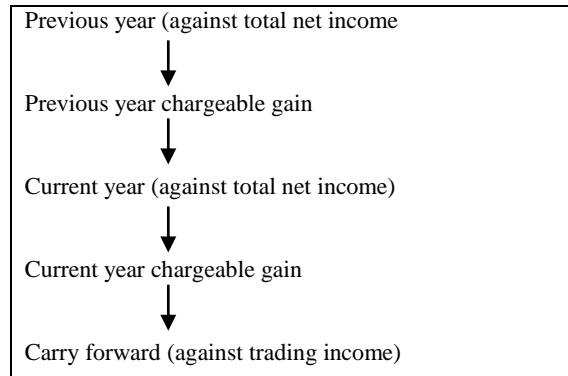 Previous year (against total net income
Previous year chargeable gain
Current year (against total net income)
Current year chargeable gain
Carry forward (against trading income)